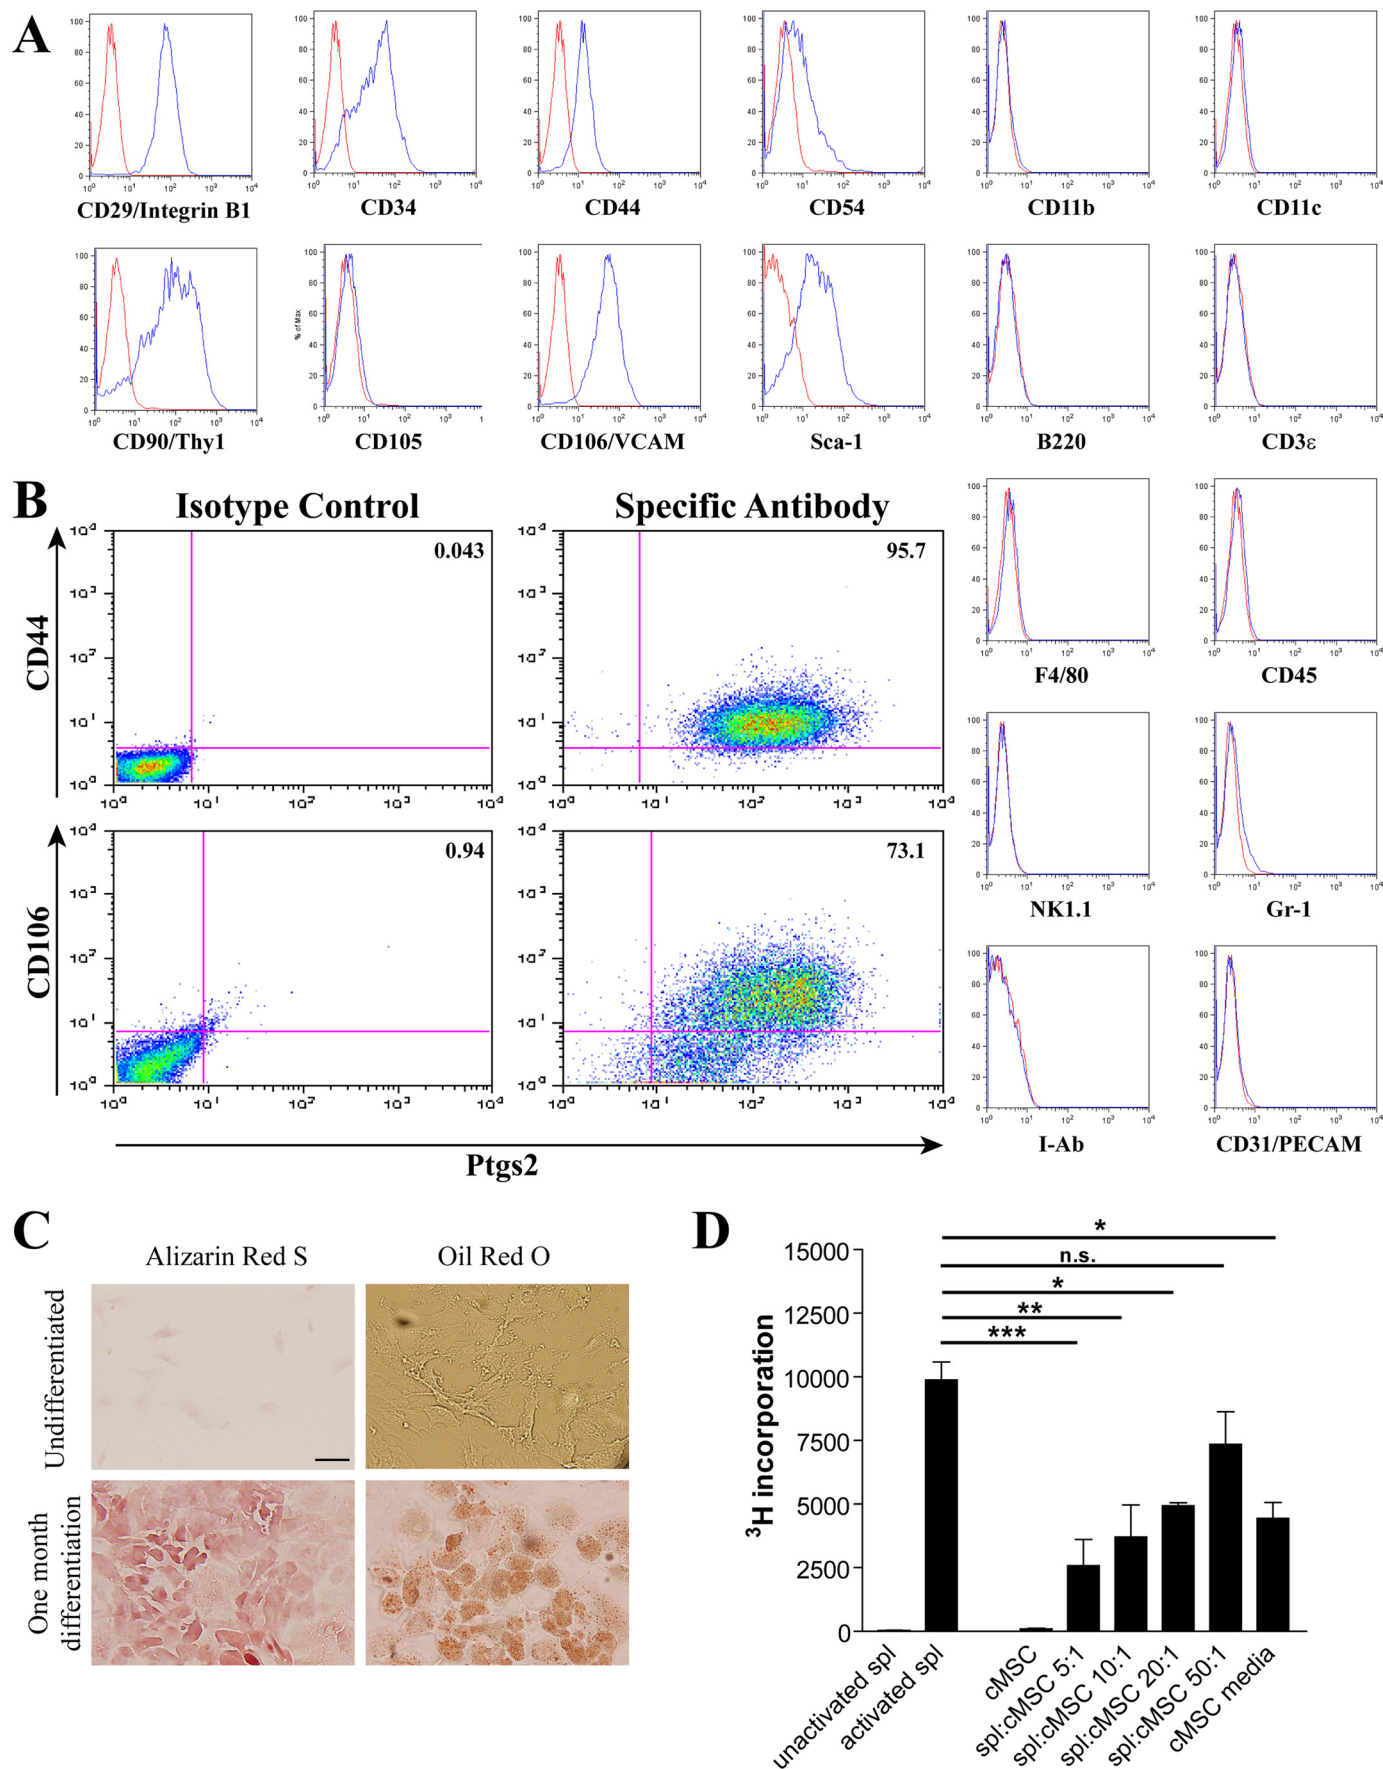 A
CD29/Integrin B1
CD34
CD44
CD54
CD11b
CD11c
% of Max
CD90/Thy1
CD105
CD106/VCAM
Sca-1
B220
CD3ε
B
Isotype Control
Specific Antibody
CD44
0.043
95.7
F4/80
CD45
CD106
0.94
73.1
NK1.1
Gr-1
Ptgs2
I-Ab
CD31/PECAM
C
Alizarin Red S
Oil Red O
Undifferentiated
One month
differentiation
D
³H incorporation
15000
12500
10000
7500
5000
2500
0
*
n.s.
*
**
***
unactivated spl
activated spl
cMSC
spl:cMSC 5:1
spl:cMSC 10:1
spl:cMSC 20:1
spl:cMSC 50:1
cMSC media